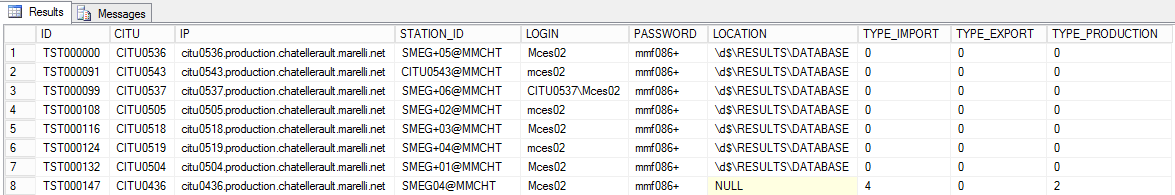 Results Messages
ID CITU IP STATION_ID LOGIN PASSWORD LOCATION TYPE_IMPORT TYPE_EXPORT TYPE_PRODUCTION
1 TST000000 CITU0536 citu0536.production.chatellerault.marelli.net SMEG+05@MMCHT Mces02 mmf086+ \d$\RESULTS\DATABASE 0 0 0
2 TST000091 CITU0543 citu0543.production.chatellerault.marelli.net CITU0543@MMCHT mces02 mmf086+ \d$\RESULTS\DATABASE 0 0 0
3 TST000099 CITU0537 citu0537.production.chatellerault.marelli.net SMEG+06@MMCHT CITU0537\Mces02 mmf086+ \d$\RESULTS\DATABASE 0 0 0
4 TST000108 CITU0505 citu0505.production.chatellerault.marelli.net SMEG+02@MMCHT mces02 mmf086+ \d$\RESULTS\DATABASE 0 0 0
5 TST000116 CITU0518 citu0518.production.chatellerault.marelli.net SMEG+03@MMCHT Mces02 mmf086+ \d$\RESULTS\DATABASE 0 0 0
6 TST000124 CITU0519 citu0519.production.chatellerault.marelli.net SMEG+04@MMCHT Mces02 mmf086+ \d$\RESULTS\DATABASE 0 0 0
7 TST000132 CITU0504 citu0504.production.chatellerault.marelli.net SMEG+01@MMCHT Mces02 mmf086+ \d$\RESULTS\DATABASE 0 0 0
8 TST000147 CITU0436 citu0436.production.chatellerault.marelli.net SMEG04@MMCHT Mces02 mmf086+ NULL 4 0 2